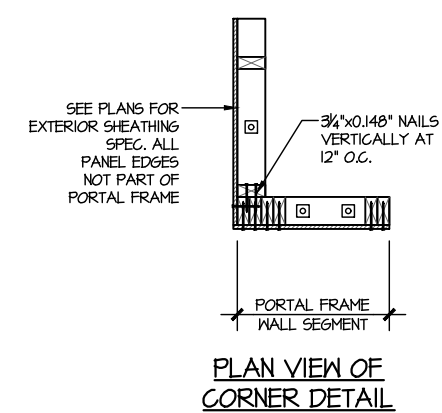 SEE PLANS FOR
EXTERIOR SHEATHING
SPEC. ALL
PANEL EDGES
NOT PART OF
PORTAL FRAME
3¼"x0.148" NAILS
VERTICALLY AT
12" O.C.
PORTAL FRAME
WALL SEGMENT
PLAN VIEW OF
CORNER DETAIL